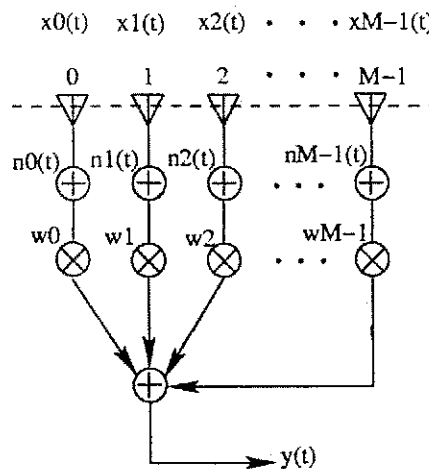 x0(t) x1(t) x2(t) · · · xM−1(t)
0 1 2 · · · M−1
n0(t) n1(t) n2(t) nM−1(t)
· · ·
w0 w1 w2 wM−1
· · ·
y(t)